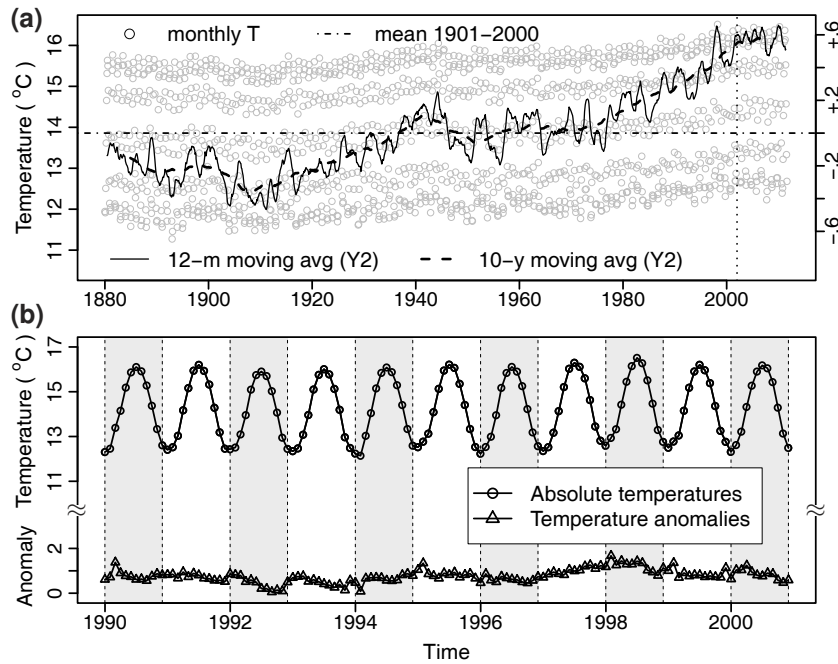 (a)
monthly T
mean 1901−2000
Temperature ( °C)
16
15
14
13
12
11
+.6
+.2
-.2
-.6
12−m moving avg (Y2)
10−y moving avg (Y2)
1880
1900
1920
1940
1960
1980
2000
(b)
Temperature ( °C)
17
15
13
11
Absolute temperatures
Temperature anomalies
Anomaly
2
0
1990
1992
1994
1996
1998
2000
Time